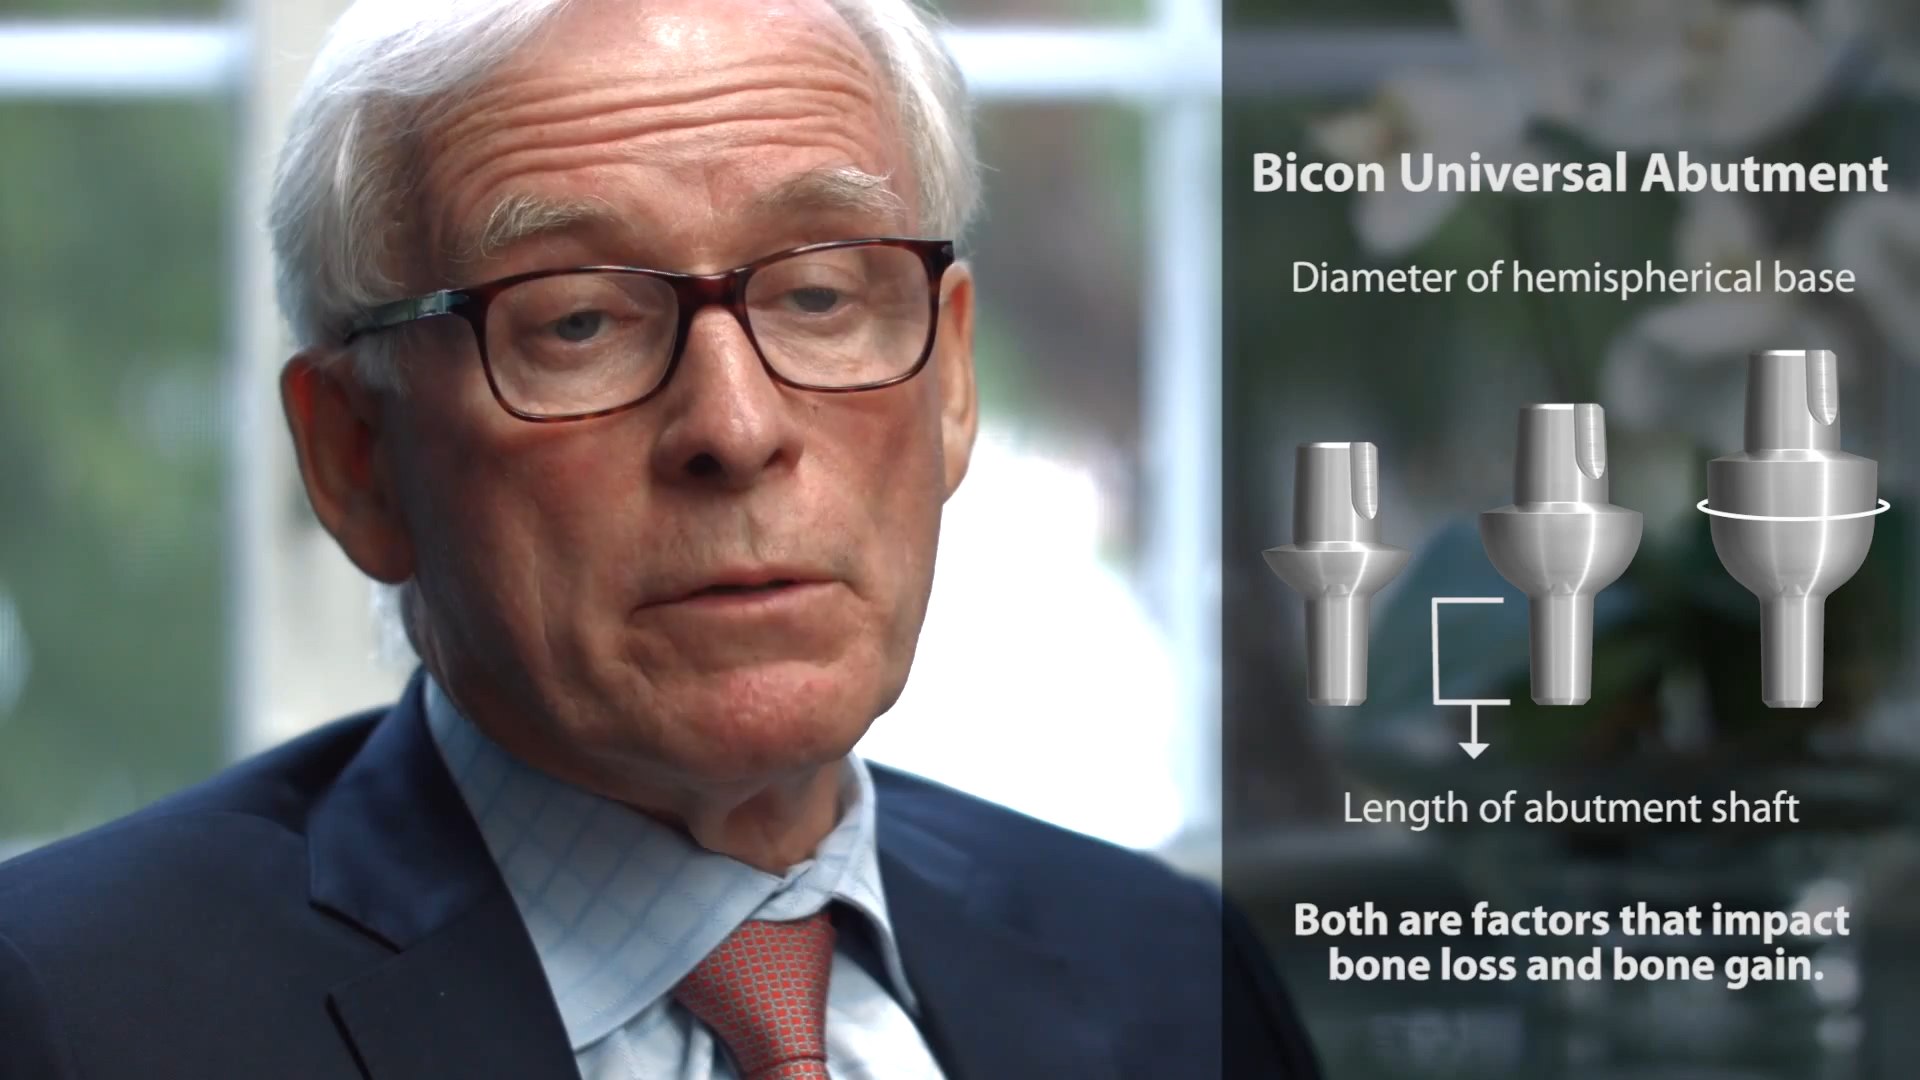 Bicon Universal Abutment
Diameter of hemispherical base
Length of abutment shaft
Both are factors that impact
bone loss and bone gain.